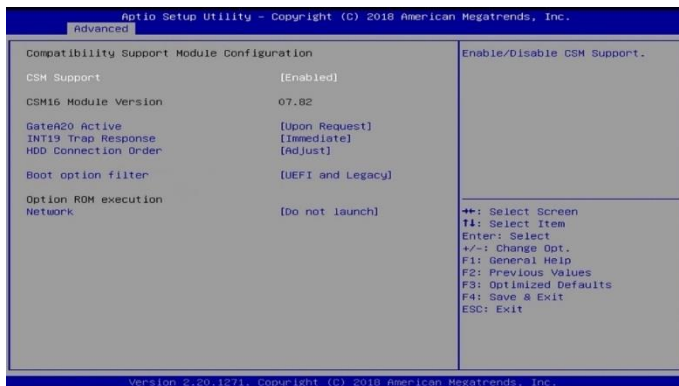 Aptio Setup Utility – Copyright (C) 2018 American Megatrends, Inc.
Advanced
Compatibility Support Module Configuration
Enable/Disable CSM Support.
CSM Support [Enabled]
CSM16 Module Version 07.82
GateA20 Active [Upon Request]
INT19 Trap Response [Immediate]
HDD Connection Order [Adjust]
Boot option filter [UEFI and Legacy]
Option ROM execution
Network [Do not launch]
→←: Select Screen
↑↓: Select Item
Enter: Select
+/-: Change Opt.
F1: General Help
F2: Previous Values
F3: Optimized Defaults
F4: Save & Exit
ESC: Exit
Version 2.20.1271. Copyright (C) 2018 American Megatrends, Inc.